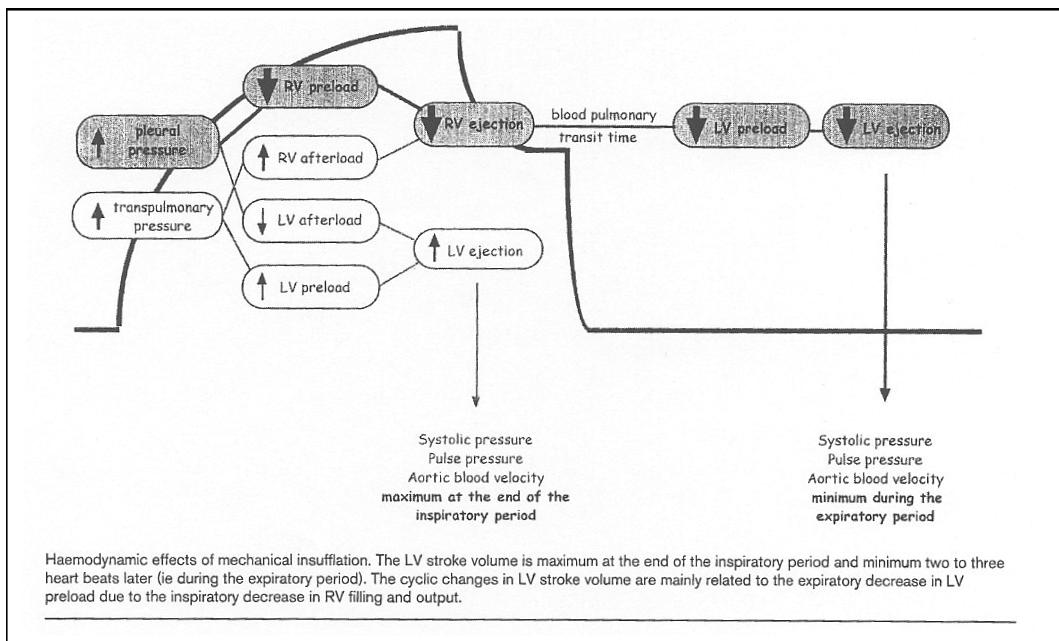 RV preload
pleural
pressure
RV ejection
blood pulmonary
transit time
LV preload
LV ejection
RV afterload
transpulmonary
pressure
LV afterload
LV ejection
LV preload
Systolic pressure
Pulse pressure
Aortic blood velocity
maximum at the end of the
inspiratory period
Systolic pressure
Pulse pressure
Aortic blood velocity
minimum during the
expiratory period
Haemodynamic effects of mechanical insufflation. The LV stroke volume is maximum at the end of the inspiratory period and minimum two to three
heart beats later (ie during the expiratory period). The cyclic changes in LV stroke volume are mainly related to the expiratory decrease in LV
preload due to the inspiratory decrease in RV filling and output.